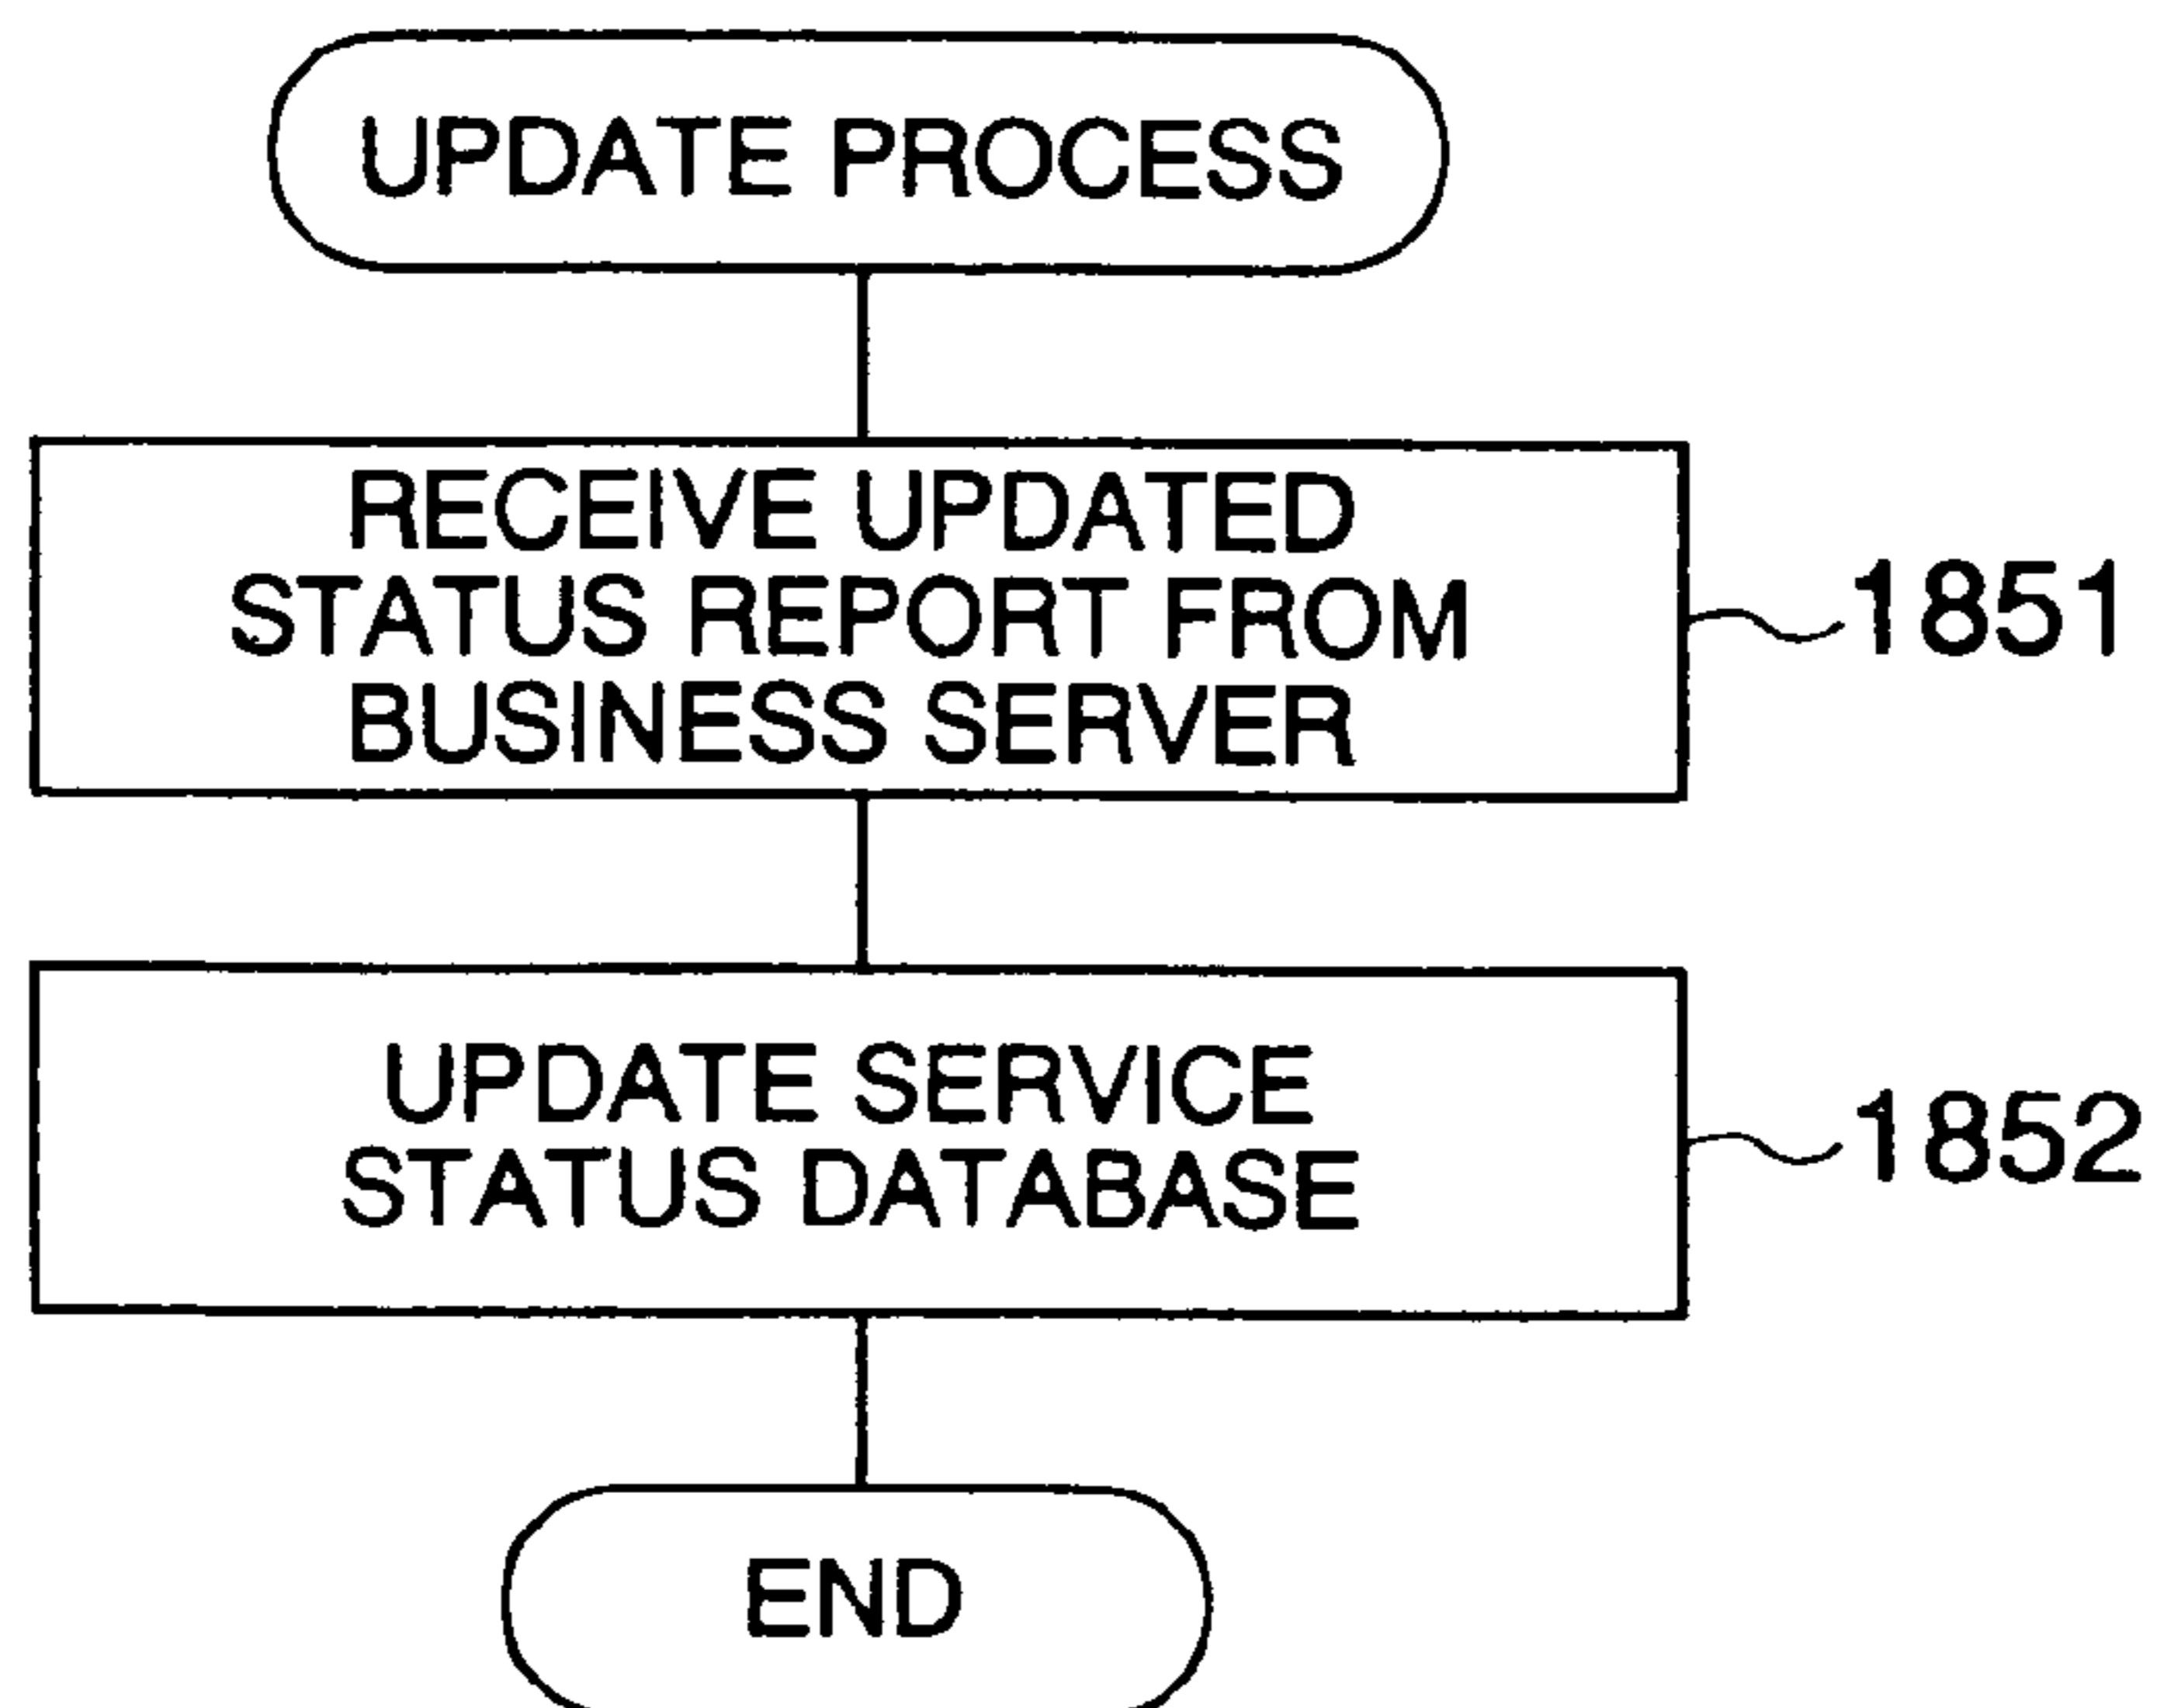 UPDATE PROCESS
RECEIVE UPDATED
STATUS REPORT FROM
BUSINESS SERVER
1851
UPDATE SERVICE
STATUS DATABASE
1852
END